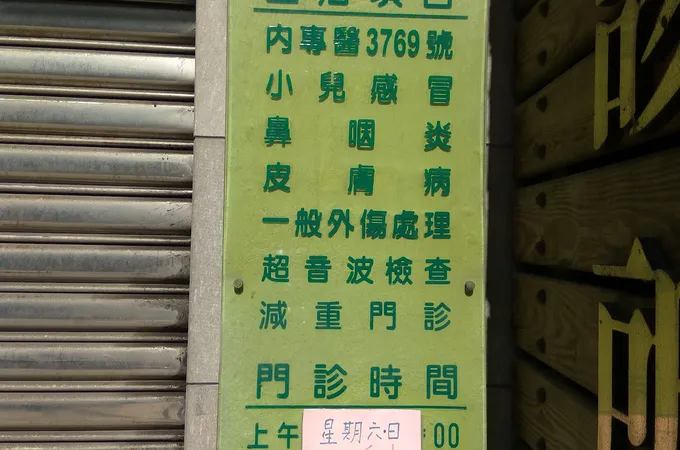 內專醫3769號
小兒感冒
鼻咽炎
皮膚病
一般外傷處理
超音波檢查
減重門診
門診時間
上午 星期六.日 :00